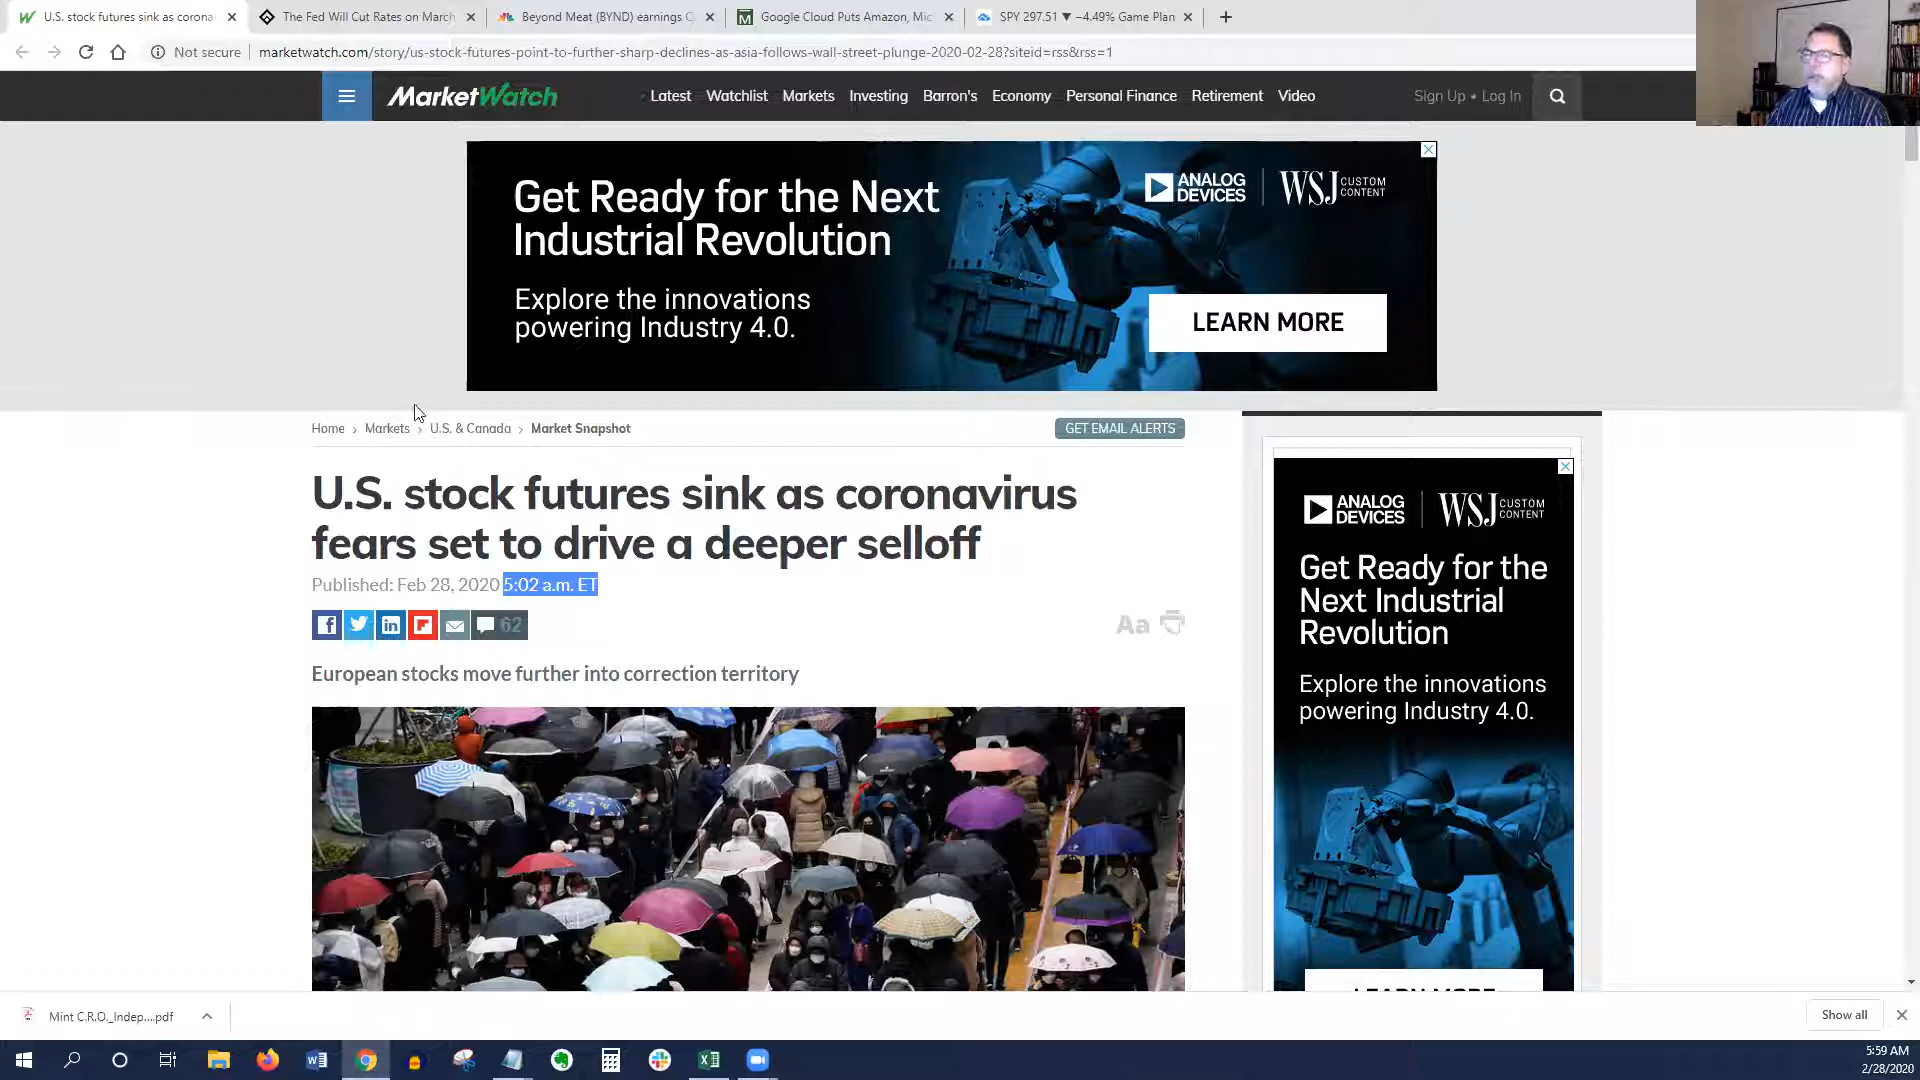 U.S. stock futures sink as corona
The Fed Will Cut Rates on March
Beyond Meat (BYND) earnings Q
Google Cloud Puts Amazon, Mic
SPY 297.51 ▼ −4.49% Game Plan
Not secure
marketwatch.com/story/us-stock-futures-point-to-further-sharp-declines-as-asia-follows-wall-street-plunge-2020-02-28?siteid=rss&rss=1
MarketWatch
Latest Watchlist Markets Investing Barron's Economy Personal Finance Retirement Video
Sign Up • Log In
Get Ready for the Next
Industrial Revolution
Explore the innovations
powering Industry 4.0.
ANALOG
DEVICES
WSJ CUSTOM
CONTENT
LEARN MORE
Home › Markets › U.S. & Canada › Market Snapshot
GET EMAIL ALERTS
U.S. stock futures sink as coronavirus
fears set to drive a deeper selloff
Published: Feb 28, 2020 5:02 a.m. ET
62
Aa
European stocks move further into correction territory
ANALOG
DEVICES
WSJ CUSTOM
CONTENT
Get Ready for the
Next Industrial
Revolution
Explore the innovations
powering Industry 4.0.
LEARN MORE
Mint C.R.O._Indep....pdf
Show all
5:59 AM
2/28/2020